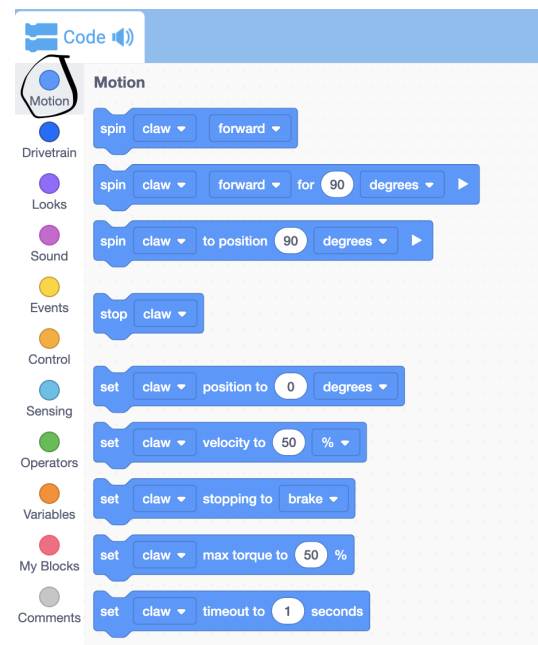 Code
Motion
Drivetrain
Looks
Sound
Events
Control
Sensing
Operators
Variables
My Blocks
Comments
Motion
spin claw forward
spin claw forward for 90 degrees
spin claw to position 90 degrees
stop claw
set claw position to 0 degrees
set claw velocity to 50 %
set claw stopping to brake
set claw max torque to 50 %
set claw timeout to 1 seconds